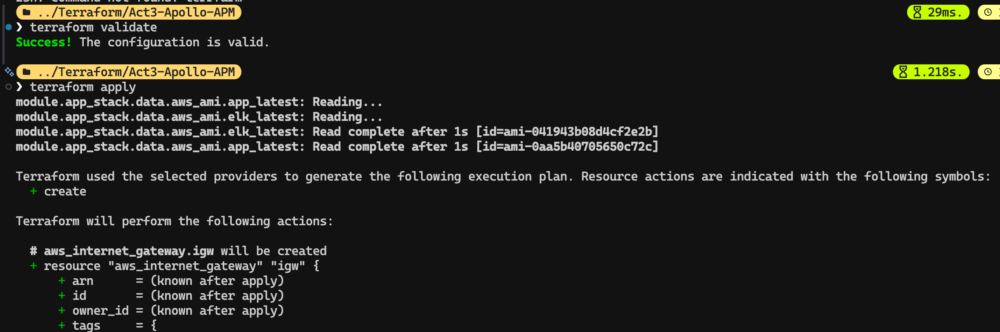 zsh: command not found: terrafarm
../Terraform/Act3-Apollo-APM 29ms.
❯ terraform validate
Success! The configuration is valid.
../Terraform/Act3-Apollo-APM 1.218s.
❯ terraform apply
module.app_stack.data.aws_ami.app_latest: Reading...
module.app_stack.data.aws_ami.elk_latest: Reading...
module.app_stack.data.aws_ami.elk_latest: Read complete after 1s [id=ami-041943b08d4cf2e2b]
module.app_stack.data.aws_ami.app_latest: Read complete after 1s [id=ami-0aa5b40705650c72c]
Terraform used the selected providers to generate the following execution plan. Resource actions are indicated with the following symbols:
+ create
Terraform will perform the following actions:
# aws_internet_gateway.igw will be created
+ resource "aws_internet_gateway" "igw" {
+ arn = (known after apply)
+ id = (known after apply)
+ owner_id = (known after apply)
+ tags = {